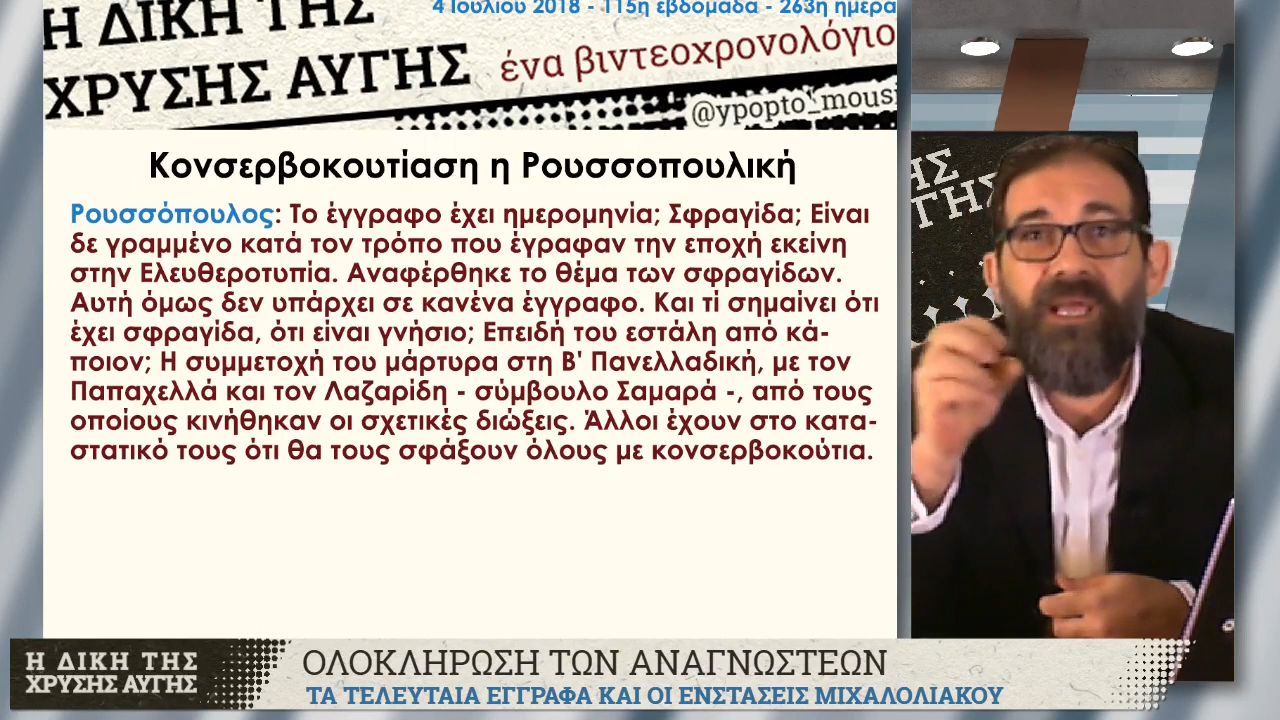 4 Ιουλίου 2018 - 115η εβδομάδα - 263η ημέρα
Η ΔΙΚΗ ΤΗΣ
ΧΡΥΣΗΣ ΑΥΓΗΣ
ένα βιντεοχρονολόγιο
@ypopto_mousi
Κονσερβοκουτίαση η Ρουσσοπουλική
Ρουσσόπουλος: Το έγγραφο έχει ημερομηνία; Σφραγίδα; Είναι
δε γραμμένο κατά τον τρόπο που έγραφαν την εποχή εκείνη
στην Ελευθεροτυπία. Αναφέρθηκε το θέμα των σφραγίδων.
Αυτή όμως δεν υπάρχει σε κανένα έγγραφο. Και τί σημαίνει ότι
έχει σφραγίδα, ότι είναι γνήσιο; Επειδή του εστάλη από κά-
ποιον; Η συμμετοχή του μάρτυρα στη Β' Πανελλαδική, με τον
Παπαχελλά και τον Λαζαρίδη - σύμβουλο Σαμαρά -, από τους
οποίους κινήθηκαν οι σχετικές διώξεις. Άλλοι έχουν στο κατα-
στατικό τους ότι θα τους σφάξουν όλους με κονσερβοκούτια.
ΗΣ
ΓΗΣ
Η ΔΙΚΗ ΤΗΣ
ΧΡΥΣΗΣ ΑΥΓΗΣ
ΟΛΟΚΛΗΡΩΣΗ ΤΩΝ ΑΝΑΓΝΩΣΤΕΩΝ
ΤΑ ΤΕΛΕΥΤΑΙΑ ΕΓΓΡΑΦΑ ΚΑΙ ΟΙ ΕΝΣΤΑΣΕΙΣ ΜΙΧΑΛΟΛΙΑΚΟΥ